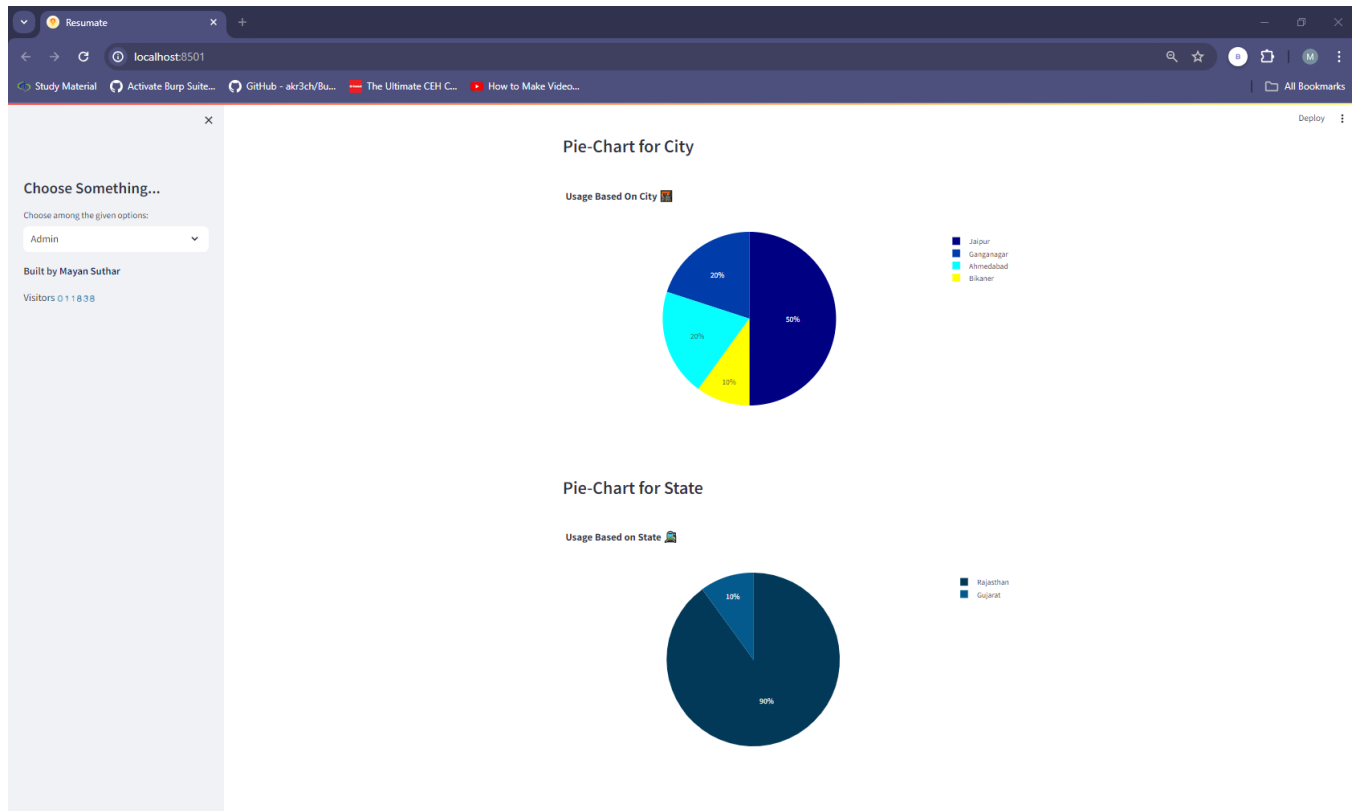 Resumate
localhost:8501
B
M
Study Material
Activate Burp Suite...
GitHub - akr3ch/Bu...
The Ultimate CEH C...
How to Make Video...
All Bookmarks
Deploy
Choose Something...
Choose among the given options:
Admin
Built by Mayan Suthar
Visitors 011838
Pie-Chart for City
Usage Based On City
20%
50%
20%
10%
Jaipur
Ganganagar
Ahmedabad
Bikaner
Pie-Chart for State
Usage Based on State
10%
90%
Rajasthan
Gujarat